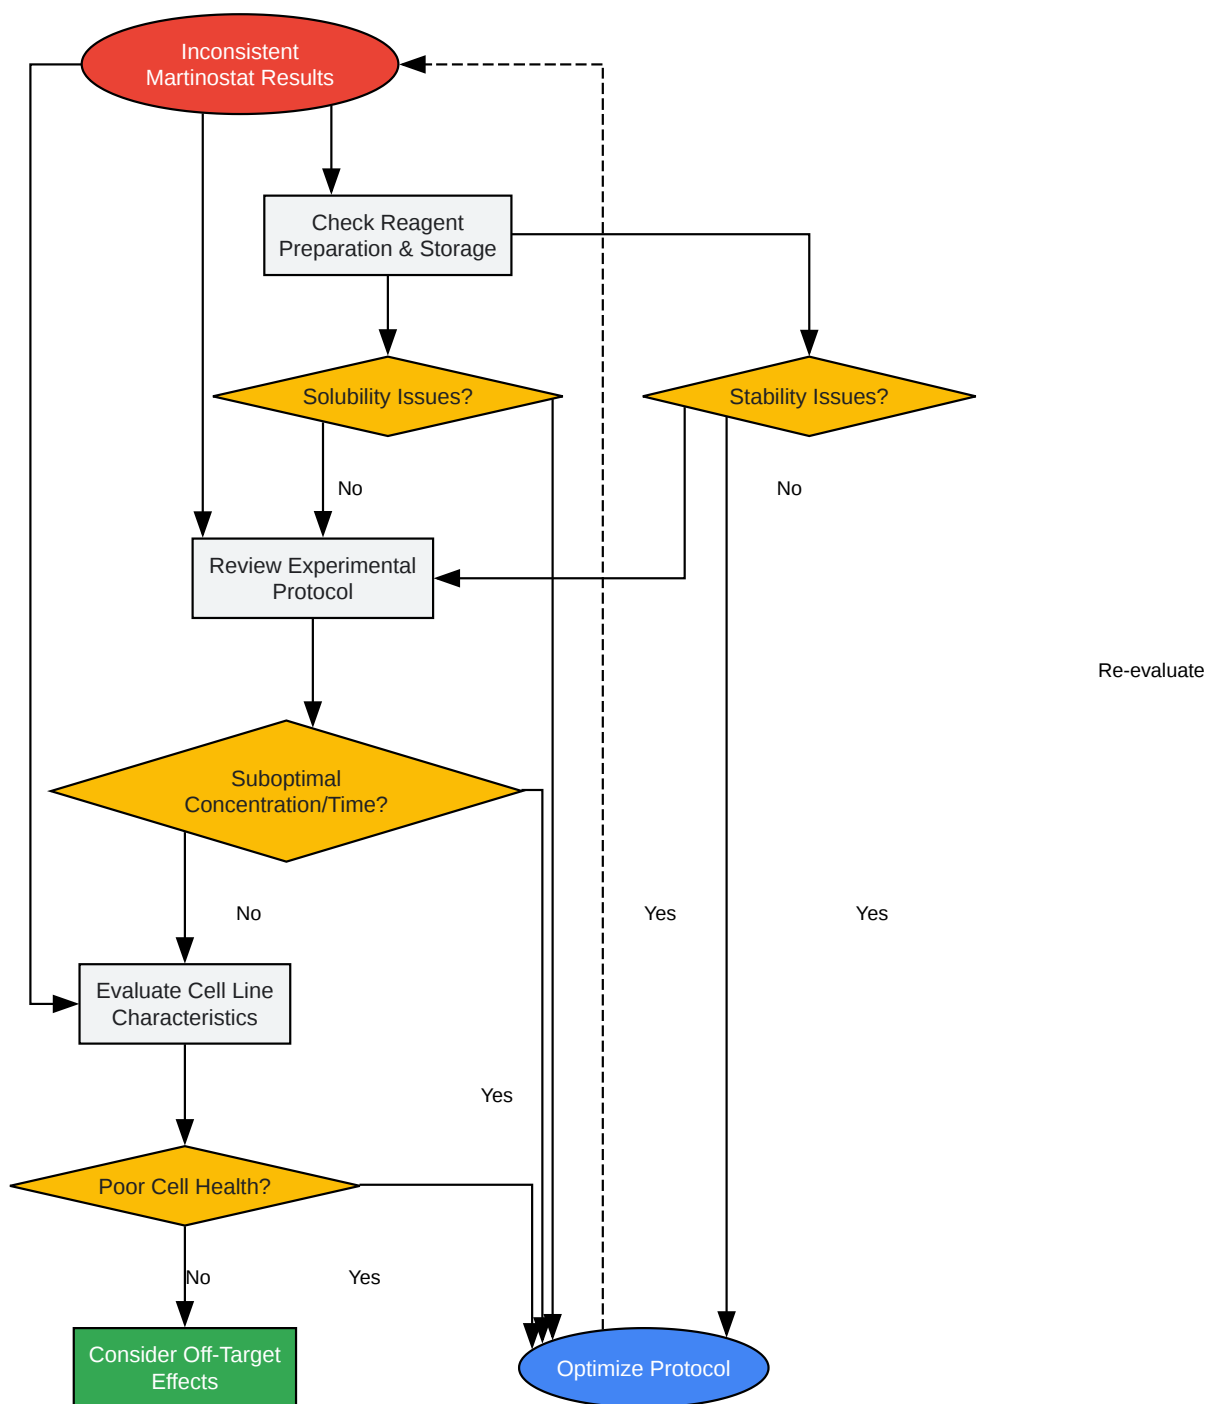 Inconsistent
Martinostat Results
Check Reagent
Preparation & Storage
Solubility Issues?
Stability Issues?
No
No
Review Experimental
Protocol
Re-evaluate
Suboptimal
Concentration/Time?
No
Yes
Yes
Evaluate Cell Line
Characteristics
Yes
Poor Cell Health?
No
Yes
Consider Off-Target
Effects
Optimize Protocol